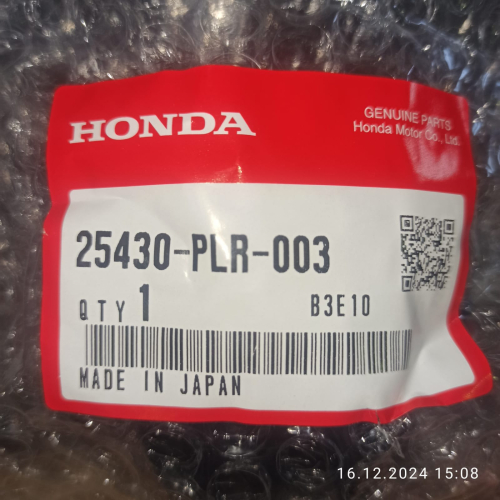 HONDA
GENUINE PARTS
Honda Motor Co., Ltd.
25430-PLR-003
QTY 1
B3E10
MADE IN JAPAN
16.12.2024 15:08